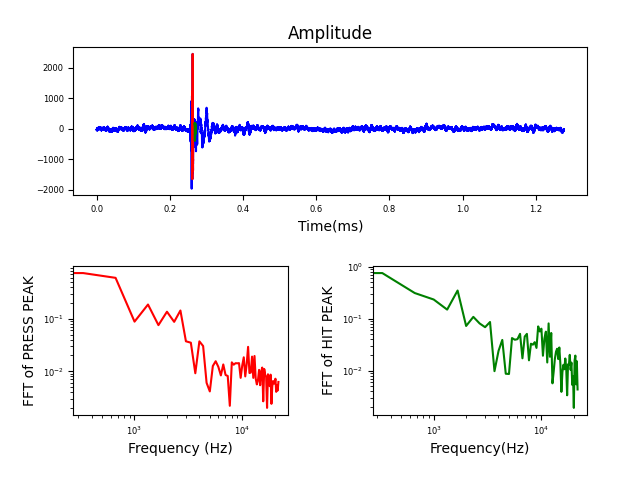 Amplitude
2000
1000
0
−1000
−2000
0.0 0.2 0.4 0.6 0.8 1.0 1.2
Time(ms)
FFT of PRESS PEAK
10⁻¹
10⁻²
10³ 10⁴
Frequency (Hz)
FFT of HIT PEAK
10⁰
10⁻¹
10⁻²
10³ 10⁴
Frequency(Hz)